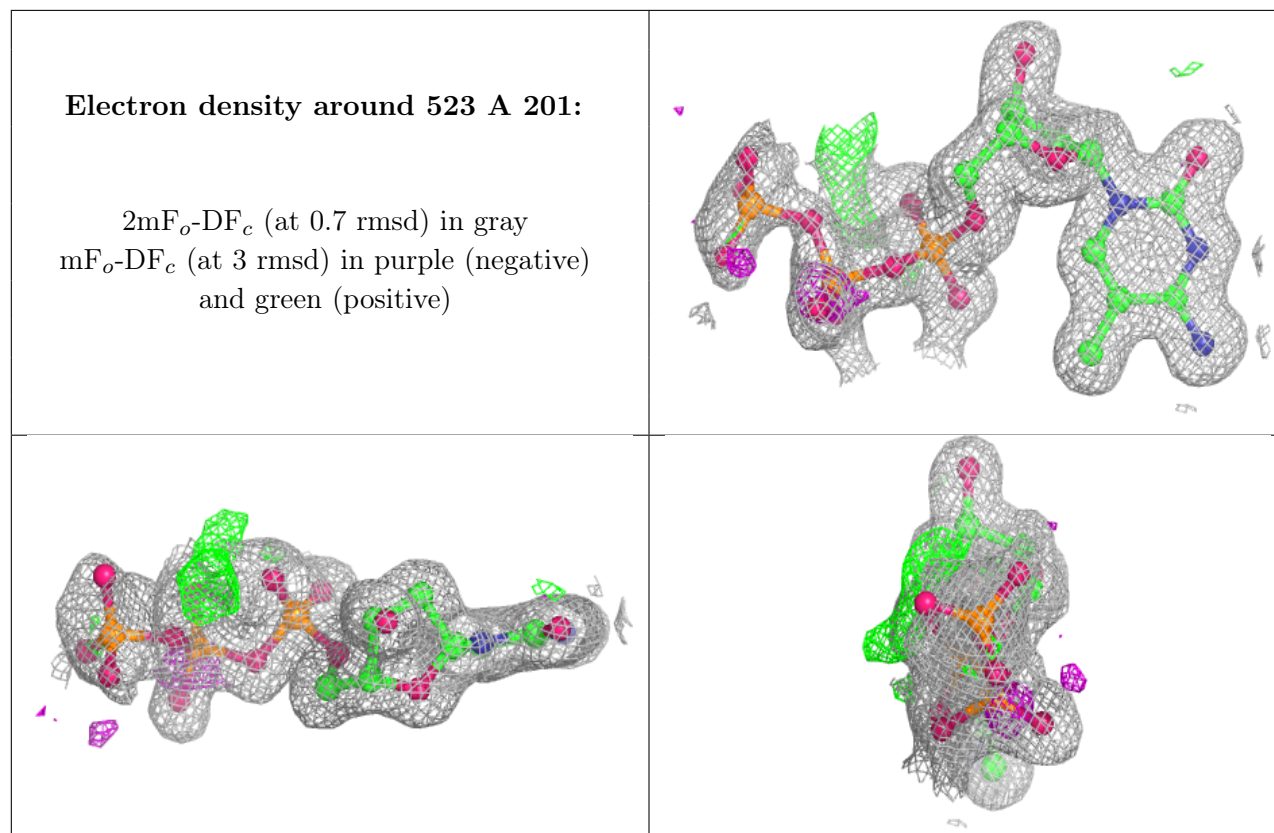 Electron density around 523 A 201:
2mFo-DFc (at 0.7 rmsd) in gray
mFo-DFc (at 3 rmsd) in purple (negative)
and green (positive)